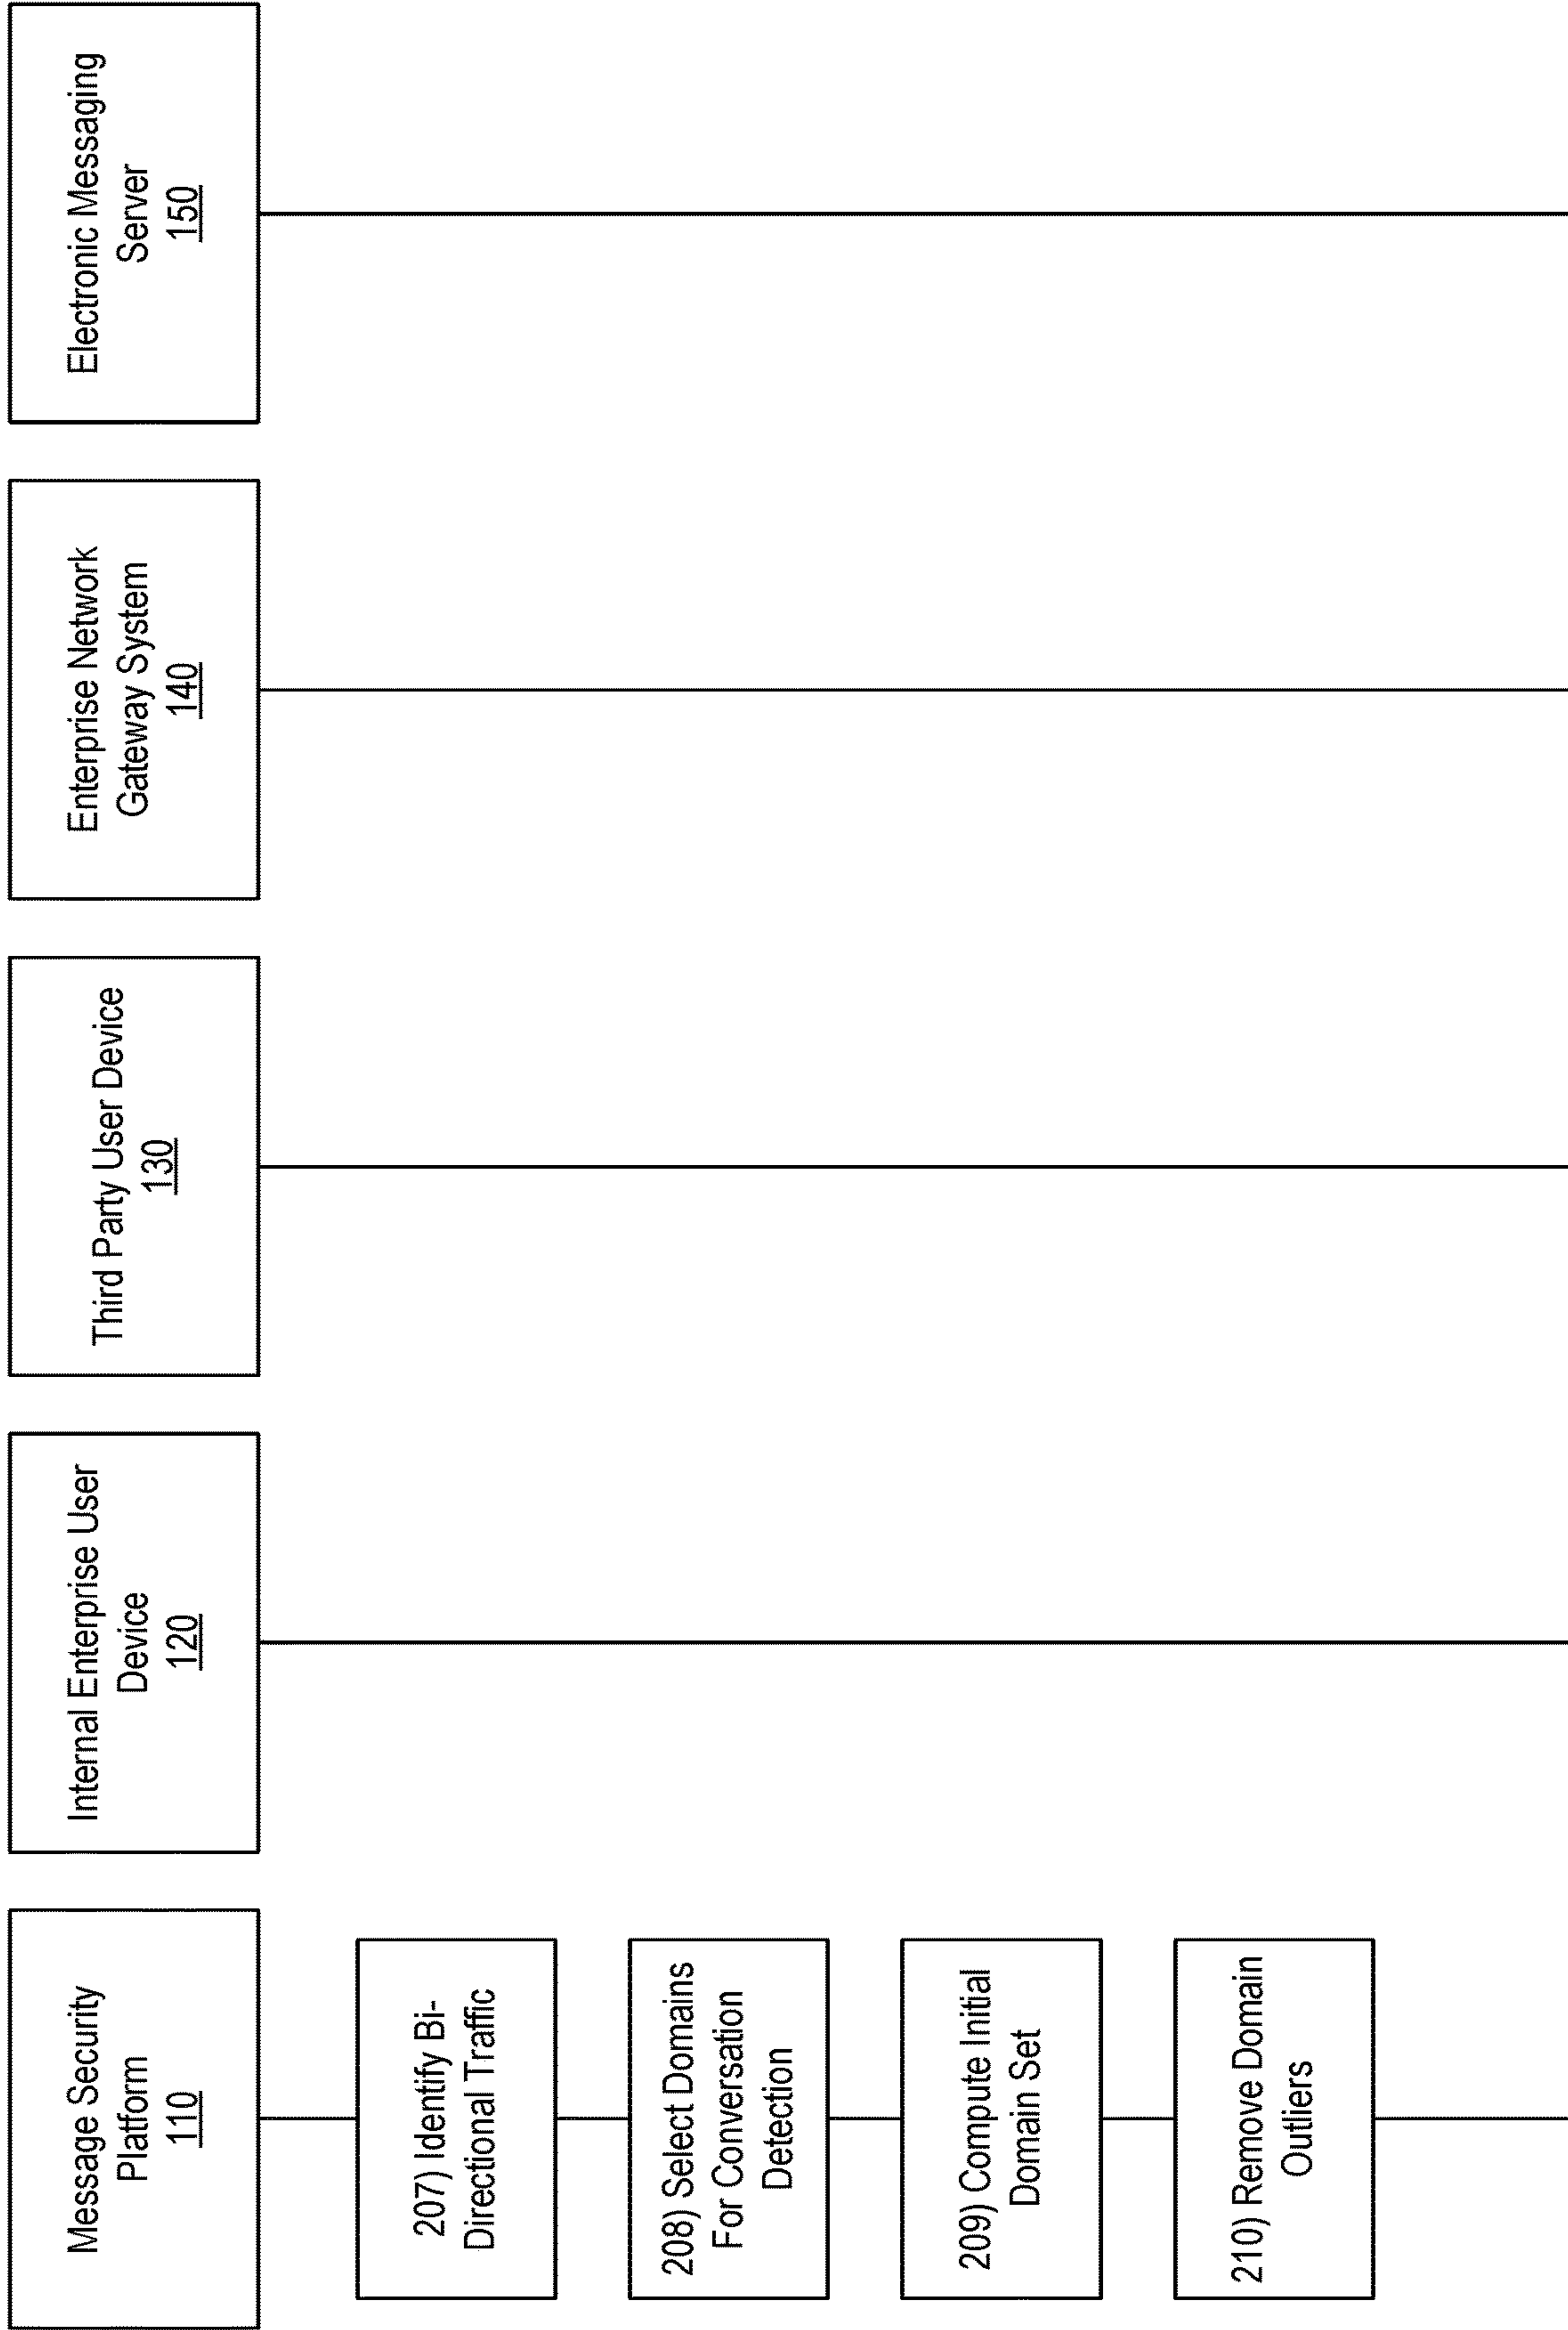 Message Security
Platform
110
Internal Enterprise User
Device
120
Third Party User Device
130
Enterprise Network
Gateway System
140
Electronic Messaging
Server
150
207) Identify Bi-
Directional Traffic
208) Select Domains
For Conversation
Detection
209) Compute Initial
Domain Set
210) Remove Domain
Outliers